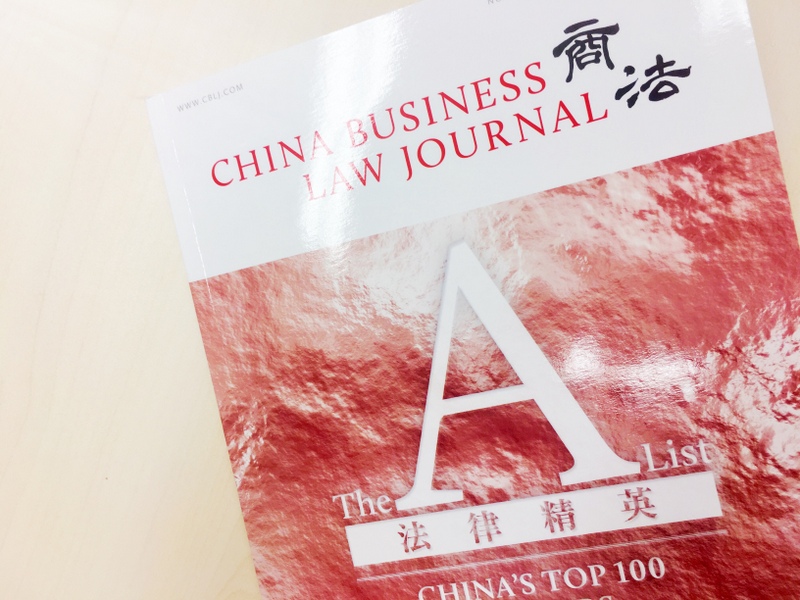 WWW.CBLJ.COM
CHINA BUSINESS
LAW JOURNAL
商法
The A List
法律精英
CHINA'S TOP 100